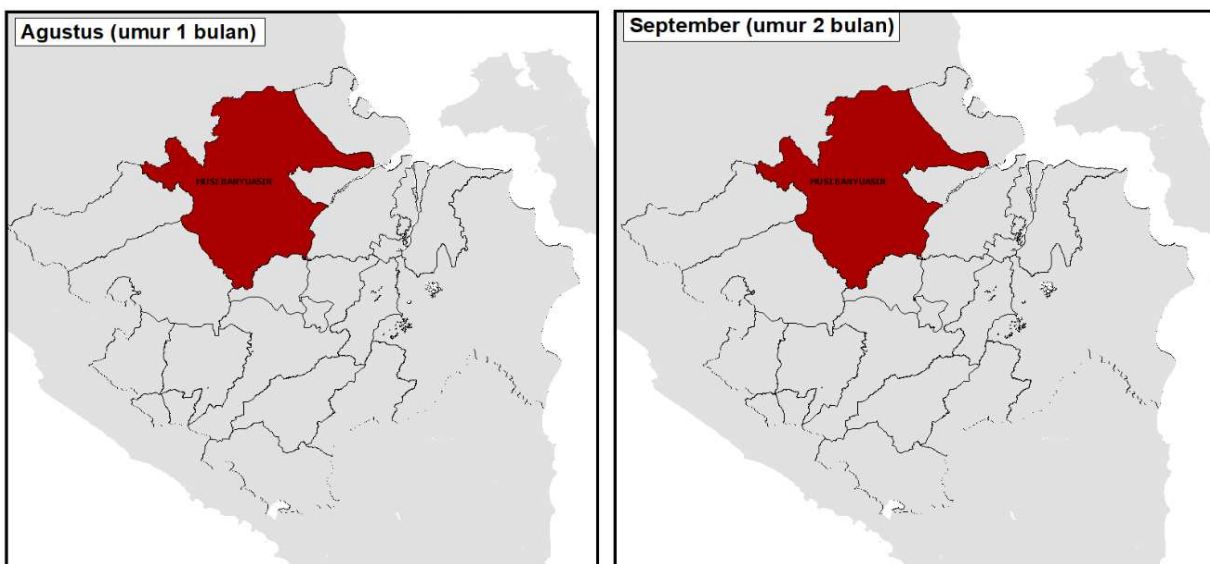 Agustus (umur 1 bulan)
September (umur 2 bulan)
MUSI BANYUASIN
MUSI BANYUASIN